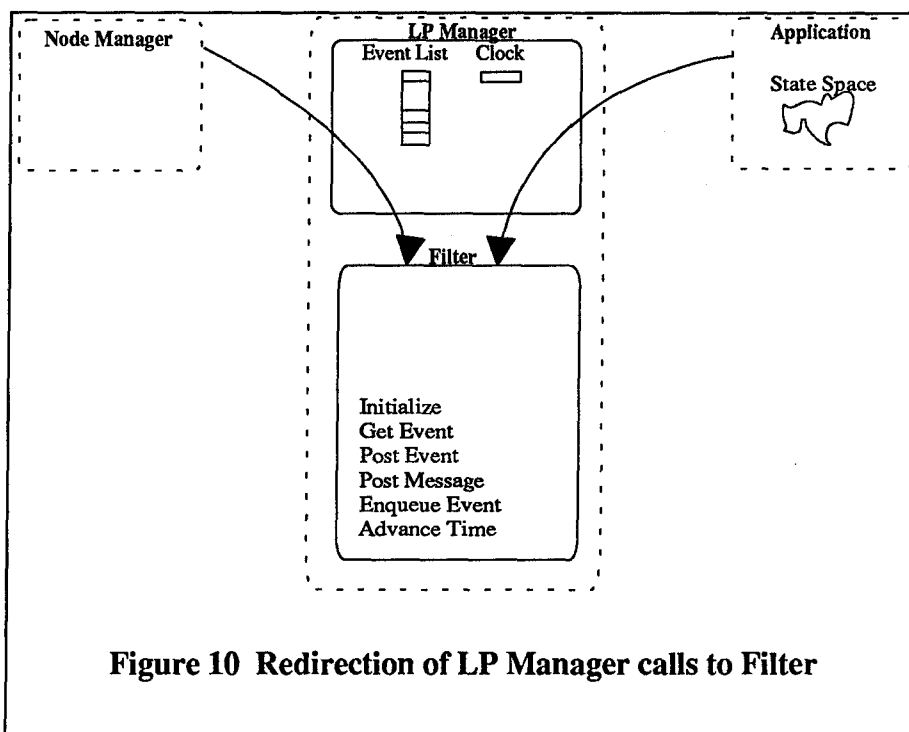 Node Manager
LP Manager
Event List Clock
Application
State Space
Filter
Initialize
Get Event
Post Event
Post Message
Enqueue Event
Advance Time
Figure 10 Redirection of LP Manager calls to Filter